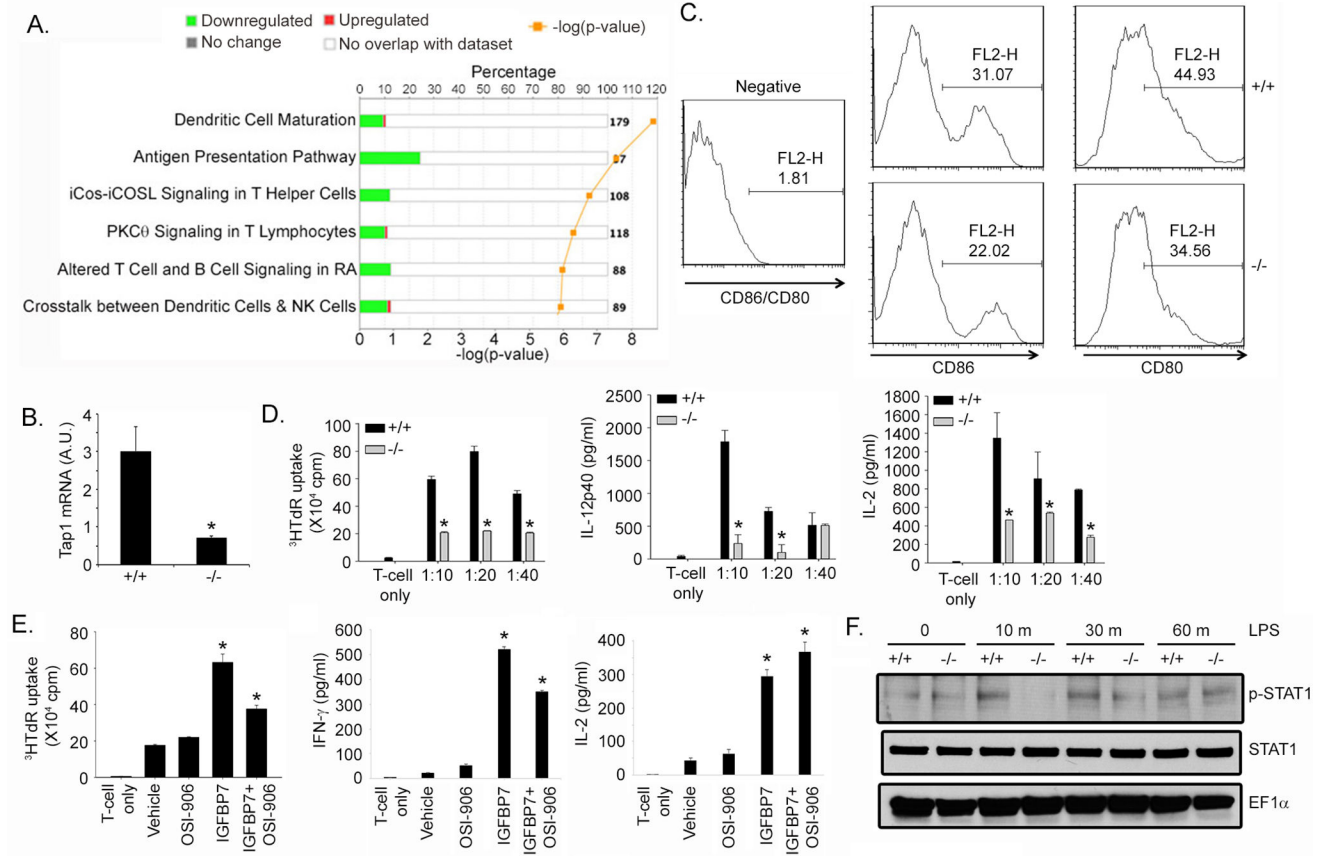 A.
Downregulated
Upregulated
-log(p-value)
No change
No overlap with dataset
Percentage
0 10 20 30 40 50 60 70 80 90 100 110 120
Dendritic Cell Maturation
179
Antigen Presentation Pathway
iCos-iCOSL Signaling in T Helper Cells
108
PKCθ Signaling in T Lymphocytes
118
Altered T Cell and B Cell Signaling in RA
88
Crosstalk between Dendritic Cells & NK Cells
89
0 1 2 3 4 5 6 7 8
-log(p-value)
C.
Negative
FL2-H
1.81
CD86/CD80
FL2-H
31.07
FL2-H
44.93
+/+
FL2-H
22.02
FL2-H
34.56
-/-
CD86
CD80
B.
Tap1 mRNA (A.U.)
4
3
2
1
0
*
+/+
-/-
D.
³HTdR uptake
(X10⁴ cpm)
100
80
60
40
20
0
+/+
-/-
* * *
T-cell
only
1:10 1:20 1:40
IL-12p40 (pg/ml)
2500
2000
1500
1000
500
0
+/+
-/-
* *
T-cell
only
1:10 1:20 1:40
IL-2 (pg/ml)
1800
1600
1400
1200
1000
800
600
400
200
0
+/+
-/-
* * *
T-cell
only
1:10 1:20 1:40
E.
³HTdR uptake
(X10⁴ cpm)
80
60
40
20
0
* *
T-cell
only
Vehicle
OSI-906
IGFBP7
IGFBP7+
OSI-906
IFN-γ (pg/ml)
600
500
400
300
200
100
0
* *
T-cell
only
Vehicle
OSI-906
IGFBP7
IGFBP7+
OSI-906
IL-2 (pg/ml)
400
300
200
100
0
* *
T-cell
only
Vehicle
OSI-906
IGFBP7
IGFBP7+
OSI-906
F.
0 10 m 30 m 60 m LPS
+/+ -/- +/+ -/- +/+ -/- +/+ -/-
p-STAT1
STAT1
EF1α